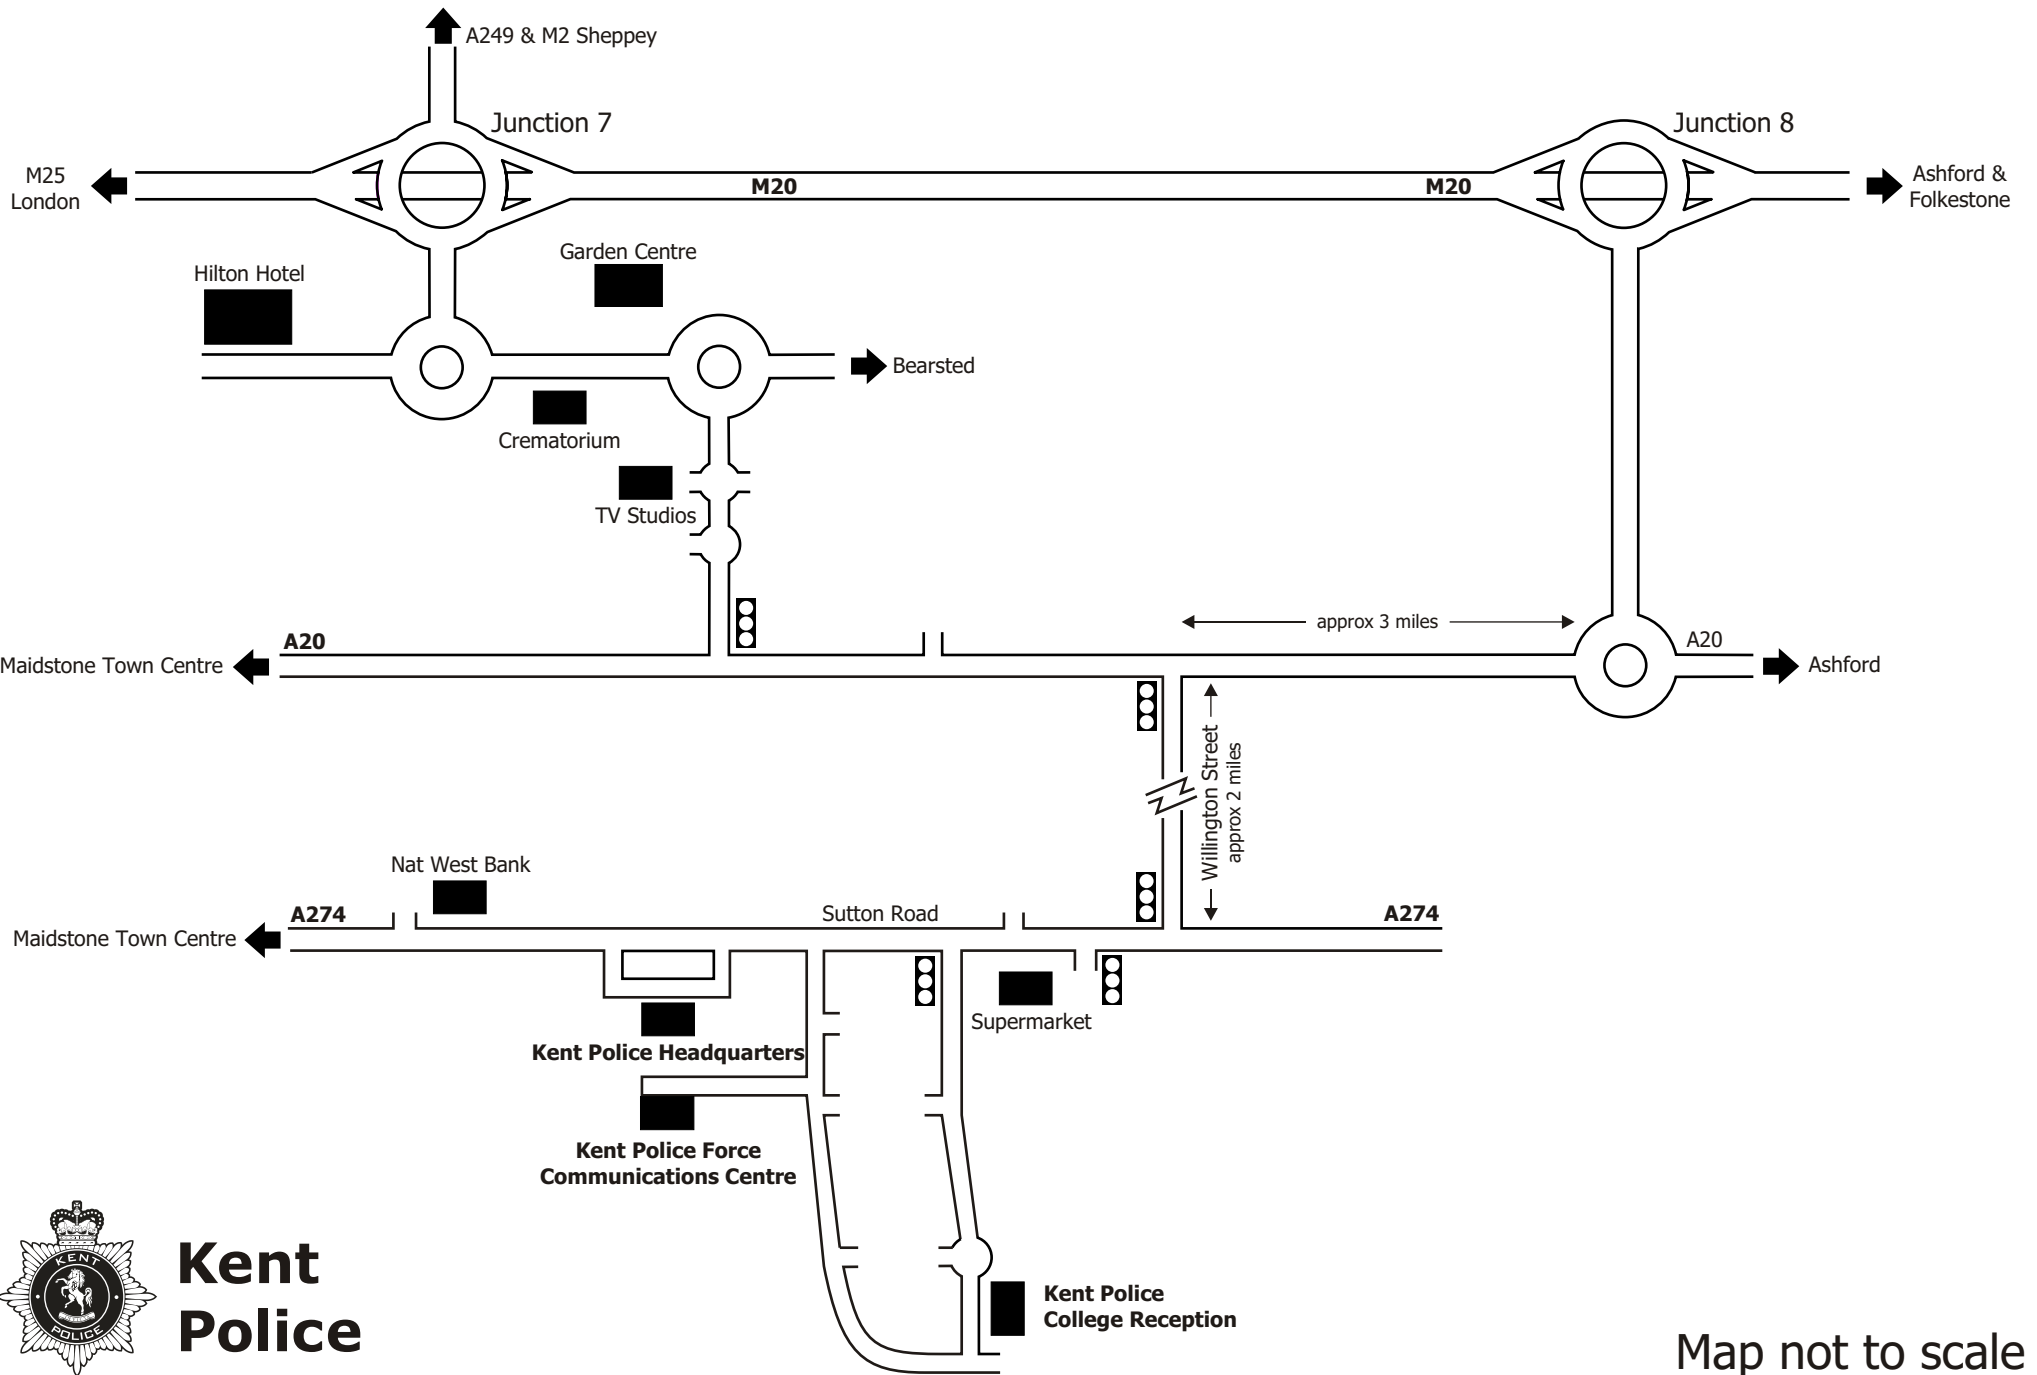 A249 & M2 Sheppey
Junction 7
Junction 8
M25
London
M20
M20
Ashford &
Folkestone
Garden Centre
Hilton Hotel
Bearsted
Crematorium
TV Studios
approx 3 miles
A20
A20
Maidstone Town Centre
Ashford
Willington Street
approx 2 miles
Nat West Bank
A274
Sutton Road
A274
Maidstone Town Centre
Supermarket
Kent Police Headquarters
Kent Police Force
Communications Centre
KENT
POLICE
Kent
Police
Kent Police
College Reception
Map not to scale